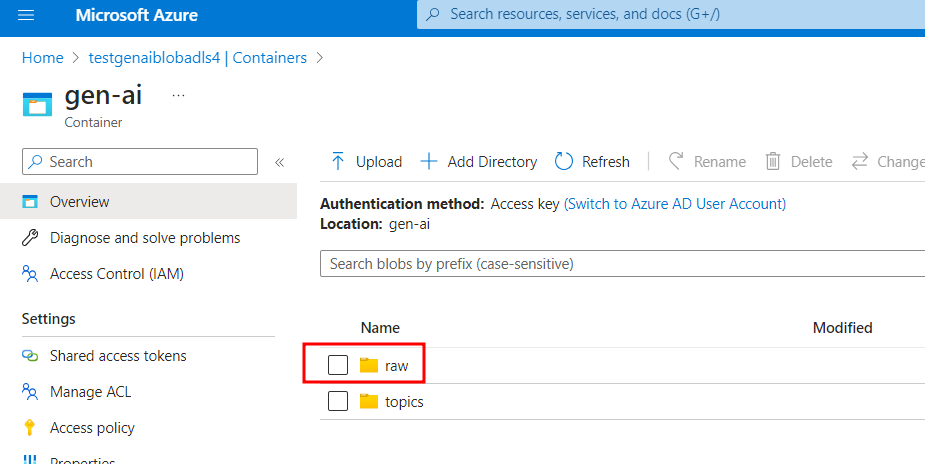 Microsoft Azure
Search resources, services, and docs (G+/)
Home > testgenaiblobadls4 | Containers >
gen-ai ...
Container
Search
«
Overview
Diagnose and solve problems
Access Control (IAM)
Settings
Shared access tokens
Manage ACL
Access policy
Properties
Upload + Add Directory Refresh | Rename Delete Change
Authentication method: Access key (Switch to Azure AD User Account)
Location: gen-ai
Search blobs by prefix (case-sensitive)
Name Modified
raw
topics